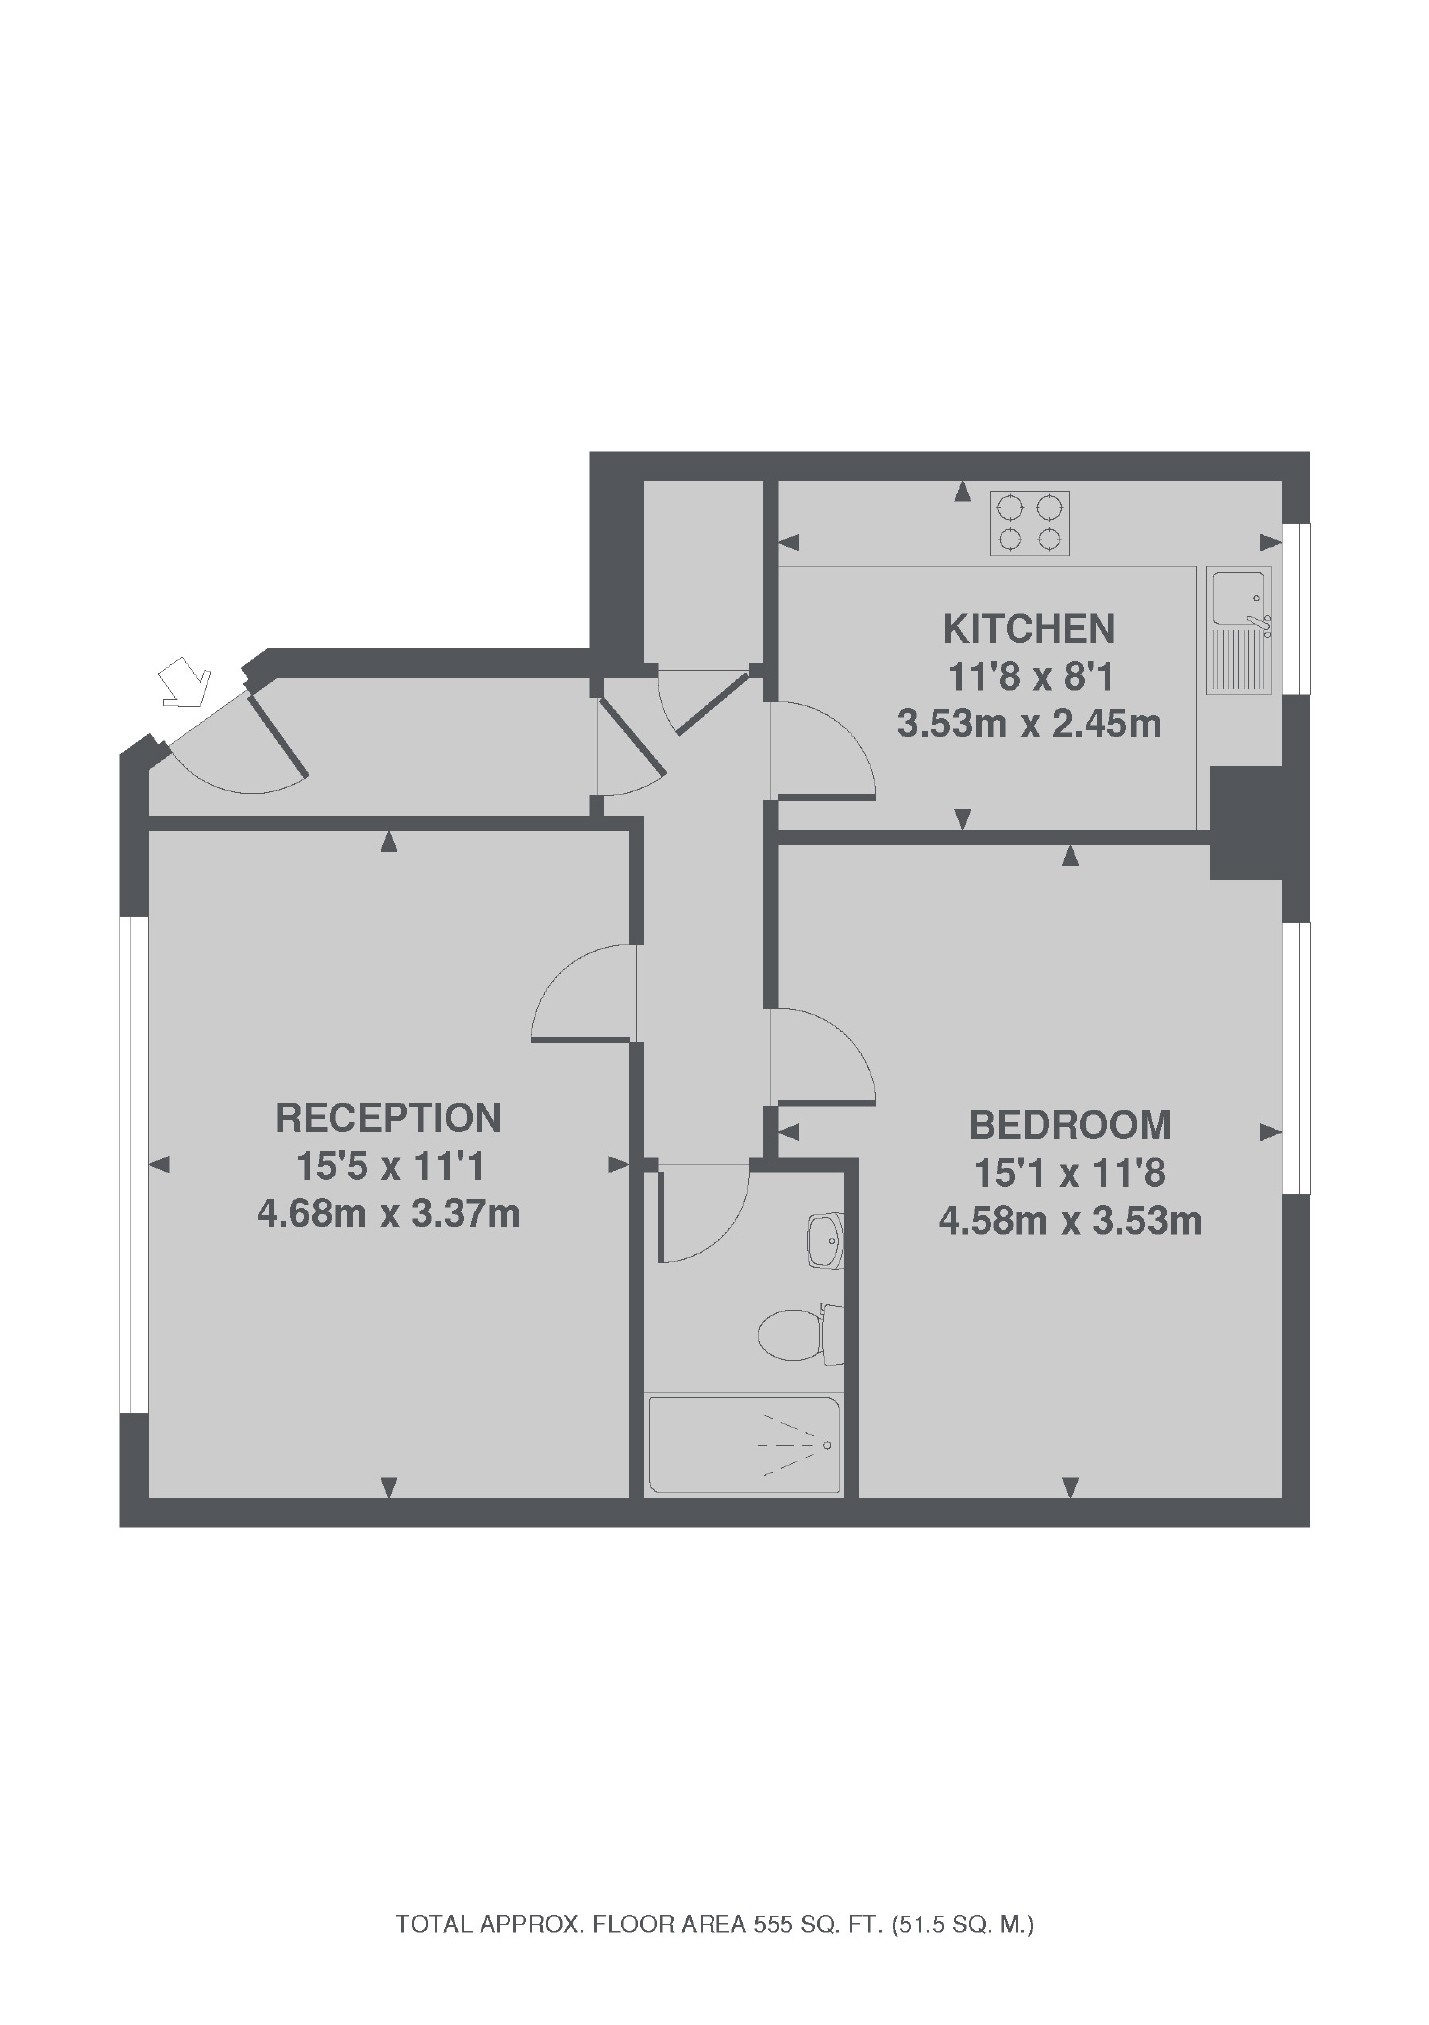 KITCHEN
11'8 x 8'1
3.53m x 2.45m
RECEPTION
15'5 x 11'1
4.68m x 3.37m
BEDROOM
15'1 x 11'8
4.58m x 3.53m
TOTAL APPROX. FLOOR AREA 555 SQ. FT. (51.5 SQ. M.)